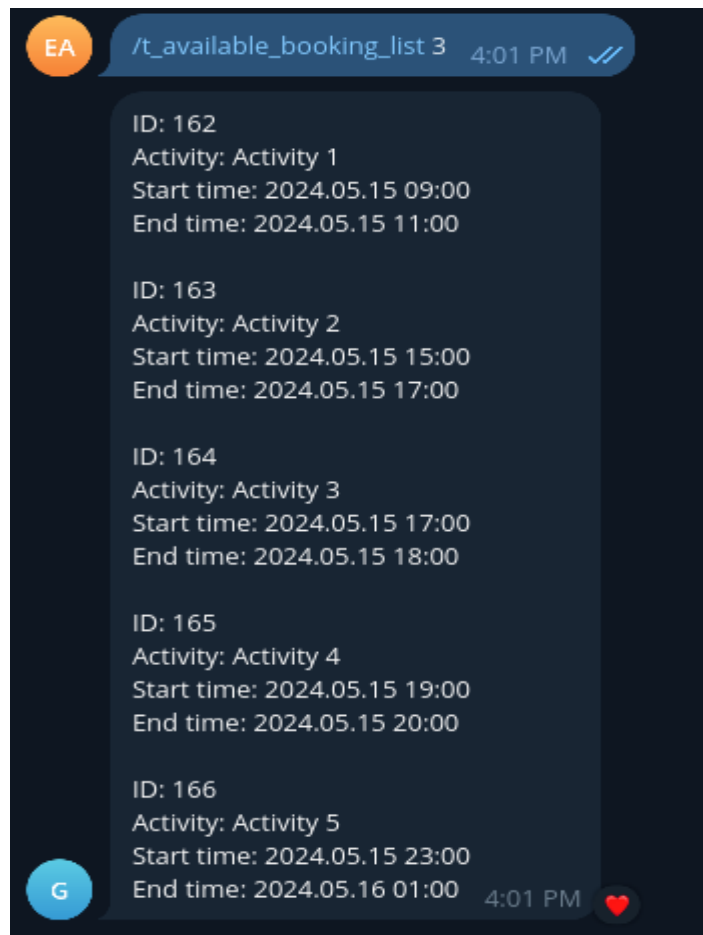 EA
/t_available_booking_list 3 4:01 PM
ID: 162
Activity: Activity 1
Start time: 2024.05.15 09:00
End time: 2024.05.15 11:00
ID: 163
Activity: Activity 2
Start time: 2024.05.15 15:00
End time: 2024.05.15 17:00
ID: 164
Activity: Activity 3
Start time: 2024.05.15 17:00
End time: 2024.05.15 18:00
ID: 165
Activity: Activity 4
Start time: 2024.05.15 19:00
End time: 2024.05.15 20:00
ID: 166
Activity: Activity 5
Start time: 2024.05.15 23:00
End time: 2024.05.16 01:00 4:01 PM
G